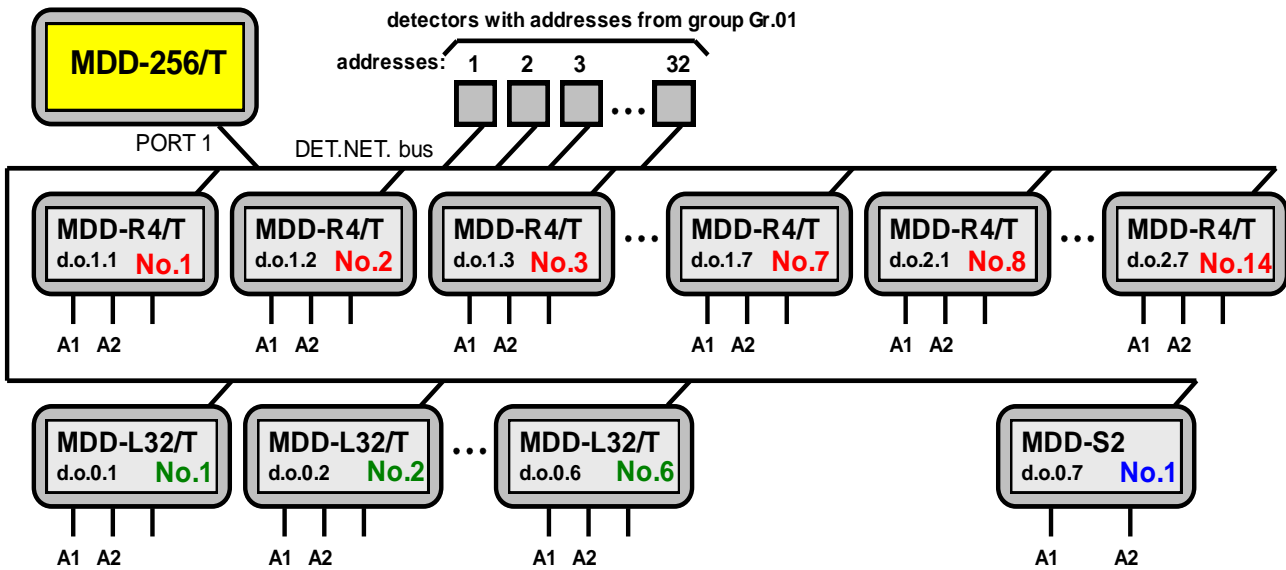 detectors with addresses from group Gr.01
MDD-256/T
addresses: 1 2 3 ... 32
PORT 1
DET.NET. bus
MDD-R4/T
d.o.1.1 No.1
MDD-R4/T
d.o.1.2 No.2
MDD-R4/T
d.o.1.3 No.3
...
MDD-R4/T
d.o.1.7 No.7
MDD-R4/T
d.o.2.1 No.8
...
MDD-R4/T
d.o.2.7 No.14
A1 A2
A1 A2
A1 A2
A1 A2
A1 A2
A1 A2
MDD-L32/T
d.o.0.1 No.1
MDD-L32/T
d.o.0.2 No.2
...
MDD-L32/T
d.o.0.6 No.6
MDD-S2
d.o.0.7 No.1
A1 A2
A1 A2
A1 A2
A1 A2